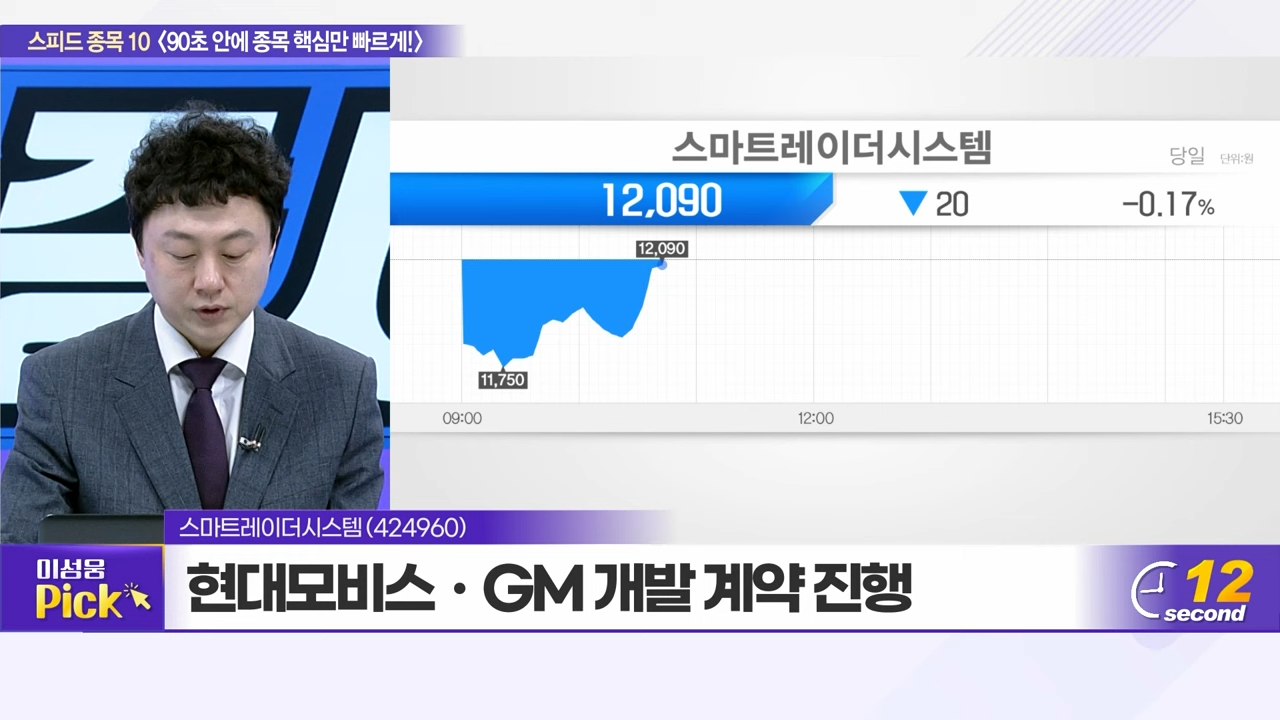 스피드 종목 10 〈90초 안에 종목 핵심만 빠르게!〉
스마트레이더시스템
당일 단위:원
12,090 ▼ 20 -0.17%
12,090
11,750
09:00 12:00 15:30
스마트레이더시스템 (424960)
미성웅
Pick
현대모비스 · GM 개발 계약 진행
12
second